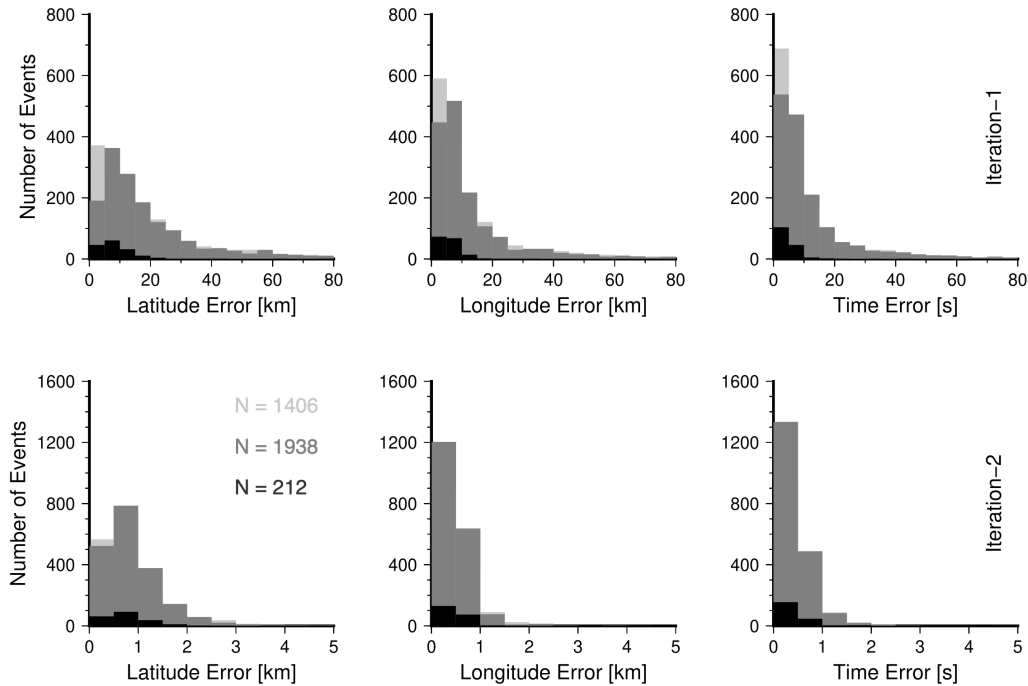 800
600
400
200
0
Number of Events
0 20 40 60 80
Latitude Error [km]
800
600
400
200
0
0 20 40 60 80
Longitude Error [km]
800
600
400
200
0
0 20 40 60 80
Time Error [s]
Iteration−1
1600
1200
800
400
0
Number of Events
N = 1406
N = 1938
N = 212
0 1 2 3 4 5
Latitude Error [km]
1600
1200
800
400
0
0 1 2 3 4 5
Longitude Error [km]
1600
1200
800
400
0
0 1 2 3 4 5
Time Error [s]
Iteration−2